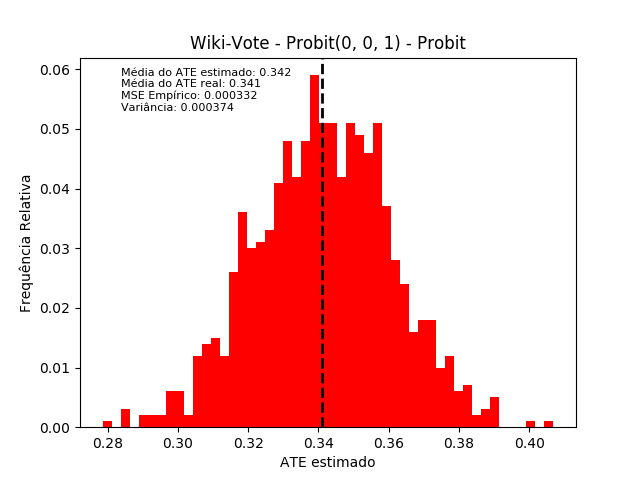 Wiki-Vote - Probit(0, 0, 1) - Probit
Média do ATE estimado: 0.342
Média do ATE real: 0.341
MSE Empírico: 0.000332
Variância: 0.000374
Frequência Relativa
0.06
0.05
0.04
0.03
0.02
0.01
0.00
0.28 0.30 0.32 0.34 0.36 0.38 0.40
ATE estimado